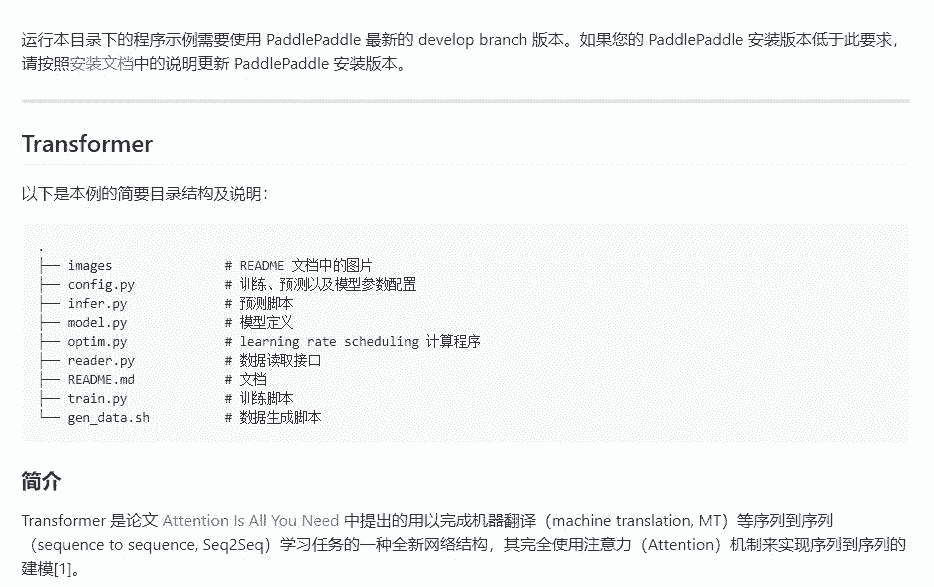 运行本目录下的程序示例需要使用 PaddlePaddle 最新的 develop branch 版本。如果您的 PaddlePaddle 安装版本低于此要求，
请按照安装文档中的说明更新 PaddlePaddle 安装版本。
Transformer
以下是本例的简要目录结构及说明：
.
├── images # README 文档中的图片
├── config.py # 训练、预测以及模型参数配置
├── infer.py # 预测脚本
├── model.py # 模型定义
├── optim.py # learning rate scheduling 计算程序
├── reader.py # 数据读取接口
├── README.md # 文档
├── train.py # 训练脚本
└── gen_data.sh # 数据生成脚本
简介
Transformer 是论文 Attention Is All You Need 中提出的用以完成机器翻译（machine translation, MT）等序列到序列
（sequence to sequence, Seq2Seq）学习任务的一种全新网络结构，其完全使用注意力（Attention）机制来实现序列到序列的
建模[1]。